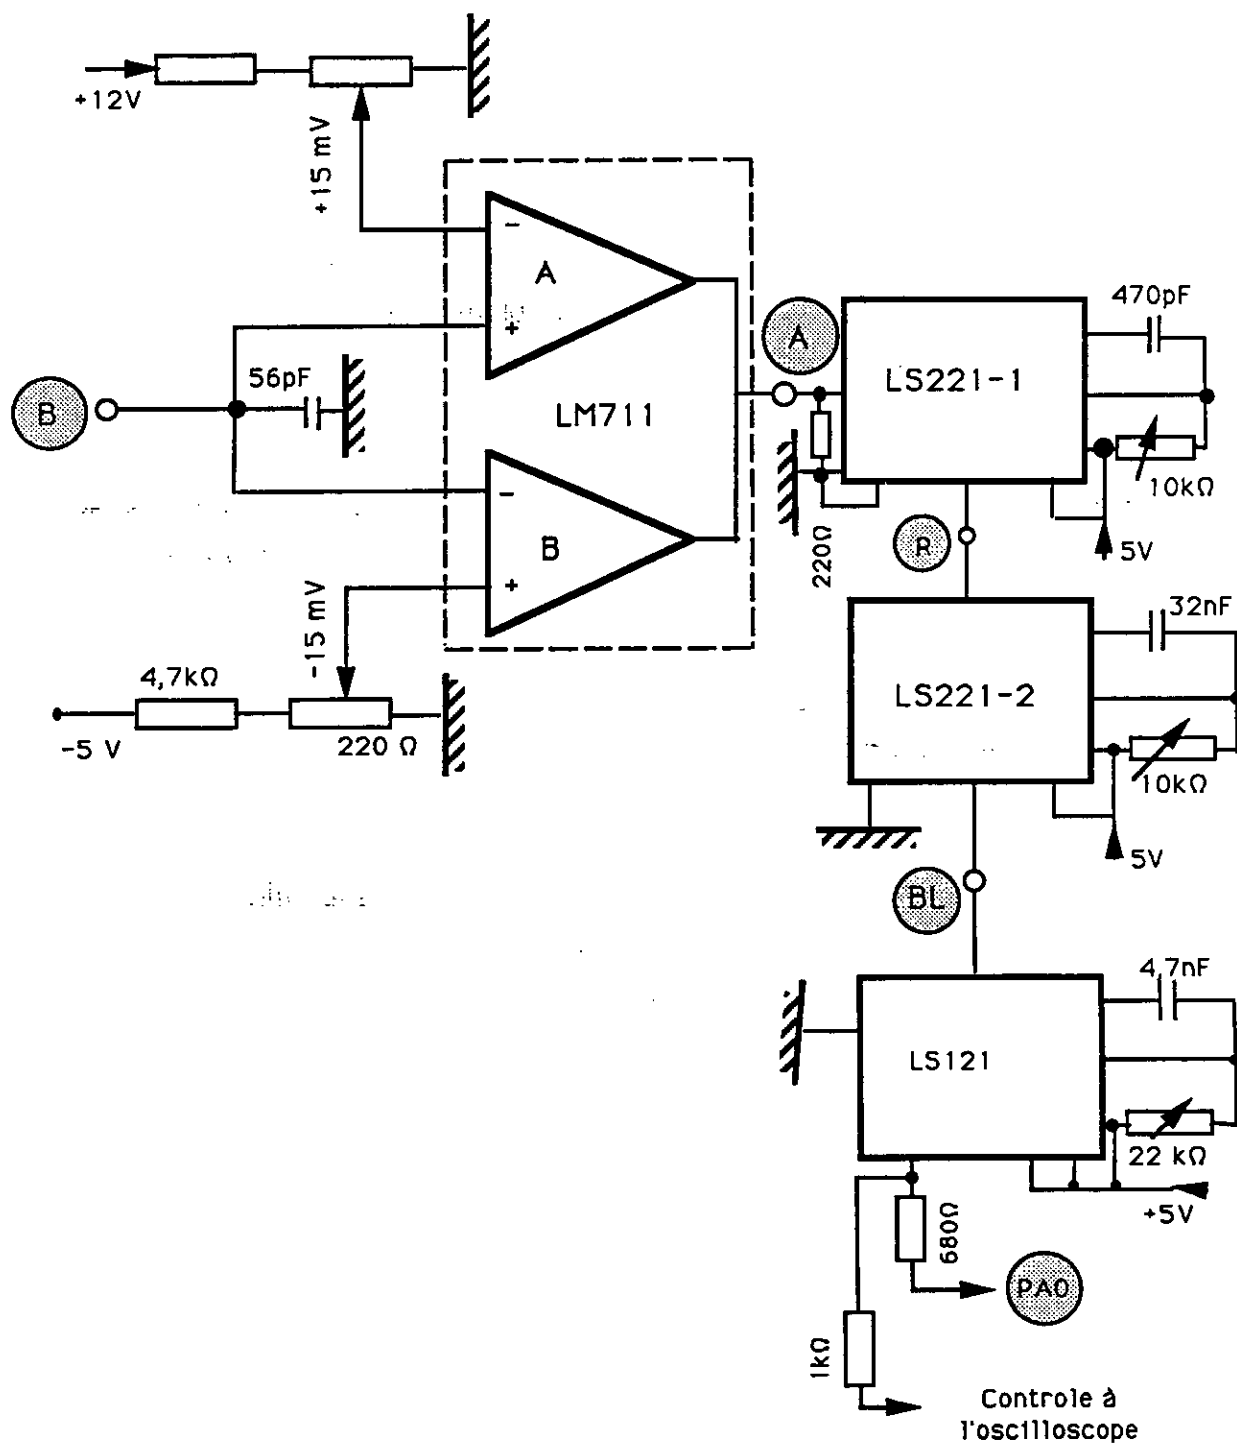 +12V
+15 mV
−
A
+
LM711
56pF
B
−
B
+
-15 mV
4,7kΩ
-5 V
220 Ω
A
LS221-1
470pF
10kΩ
220Ω
5V
R
LS221-2
32nF
10kΩ
5V
BL
LS121
4,7nF
22 kΩ
+5V
680Ω
PA0
1kΩ
Controle à
l'oscilloscope